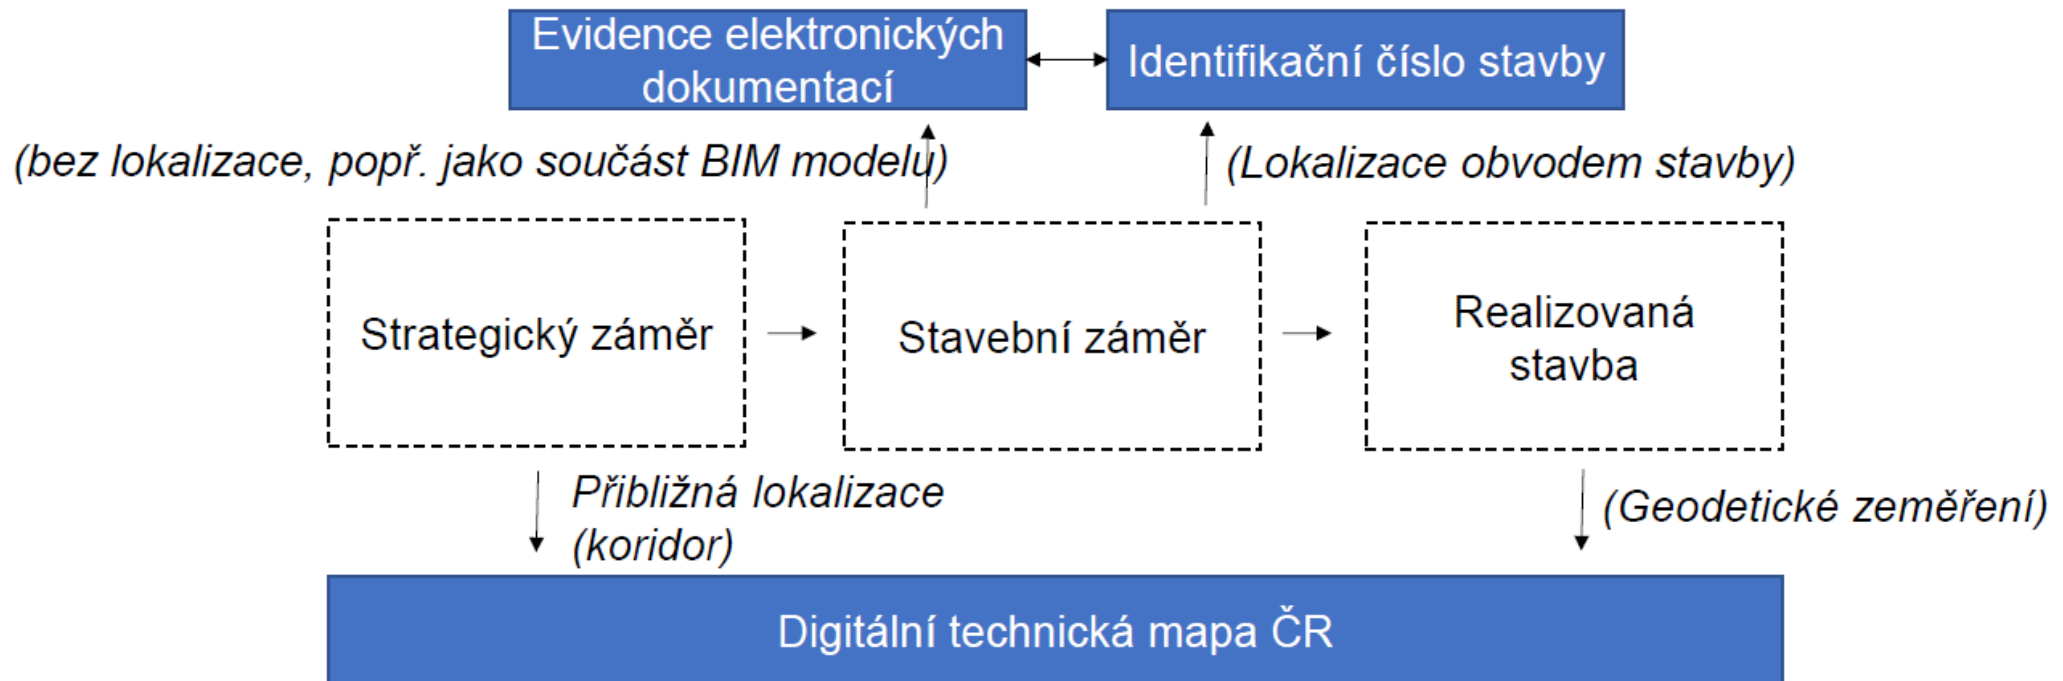 Evidence elektronických
dokumentací
Identifikační číslo stavby
(bez lokalizace, popř. jako součást BIM modelu)
(Lokalizace obvodem stavby)
Strategický záměr
Stavební záměr
Realizovaná
stavba
Přibližná lokalizace
(koridor)
(Geodetické zeměření)
Digitální technická mapa ČR